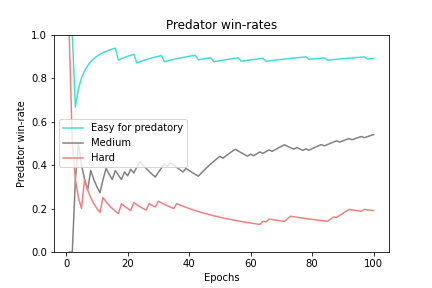 Predator win-rates
Predator win-rate
1.0
0.8
0.6
0.4
0.2
0.0
Easy for predatory
Medium
Hard
0
20
40
60
80
100
Epochs